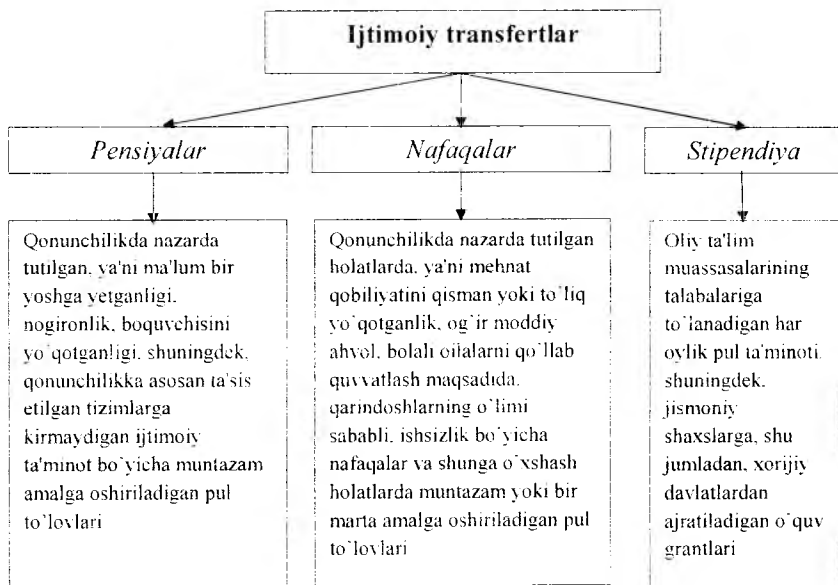 Ijtimoiy transfertlar
Pensiyalar
Nafaqalar
Stipendiya
Qonunchilikda nazarda
tutilgan, ya'ni ma'lum bir
yoshga yetganligi,
nogironlik, boquvchisini
yo`qotganligi, shuningdek,
qonunchilikka asosan ta'sis
etilgan tizimlarga
kirmaydigan ijtimoiy
ta'minot bo`yicha muntazam
amalga oshiriladigan pul
to`lovlari
Qonunchilikda nazarda tutilgan
holatlarda, ya'ni mehnat
qobiliyatini qisman yoki to`liq
yo`qotganlik, og`ir moddiy
ahvol, bolali oilalarni qo`llab
quvvatlash maqsadida,
qarindoshlarning o`limi
sababli, ishsizlik bo`yicha
nafaqalar va shunga o`xshash
holatlarda muntazam yoki bir
marta amalga oshiriladigan pul
to`lovlari
Oliy ta'lim
muassasalarining
talabalariga
to`lanadigan har
oylik pul ta'minoti,
shuningdek,
jismoniy
shaxslarga, shu
jumladan, xorijiy
davlatlardan
ajratiladigan o`quv
grantlari